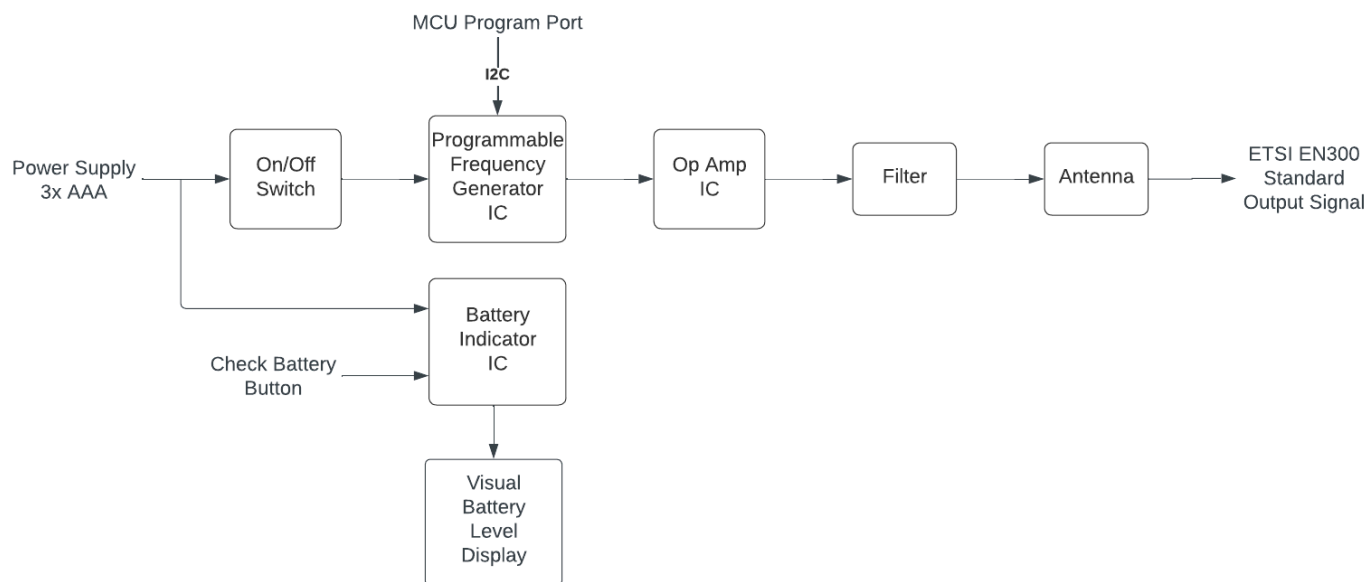 MCU Program Port
I2C
Power Supply
3x AAA
On/Off
Switch
Programmable
Frequency
Generator
IC
Op Amp
IC
Filter
Antenna
ETSI EN300
Standard
Output Signal
Battery
Indicator
IC
Check Battery
Button
Visual
Battery
Level
Display